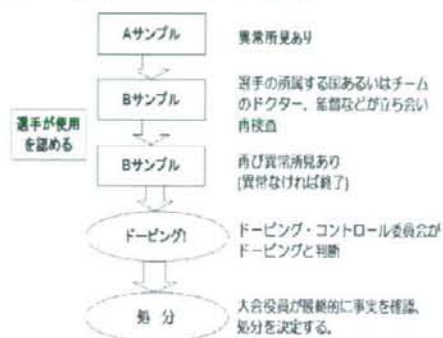 Aサンプル
異常所見あり
Bサンプル
選手の所属する国あるいはチーム
のドクター、監督などが立ち会い
再検査
選手が使用
を認める
Bサンプル
再び異常所見あり
(異常なければ終了)
ドーピング!
ドーピング・コントロール委員会が
ドーピングと判断
処 分
大会役員が最終的に事実を確認、
処分を決定する。